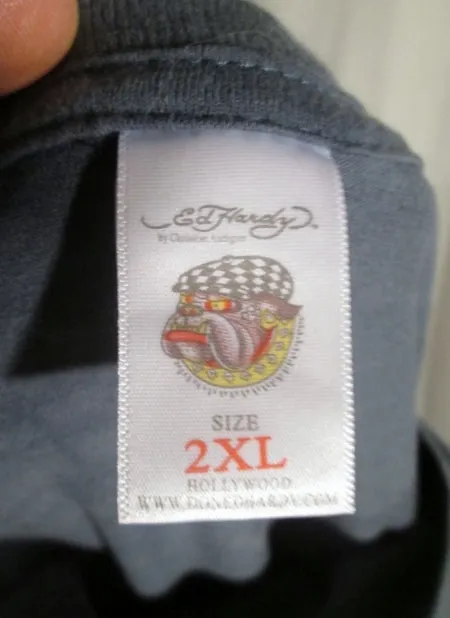 Ed Hardy
by Christian Audigier
SIZE
2XL
HOLLYWOOD
WWW.DONEDHARDY.COM